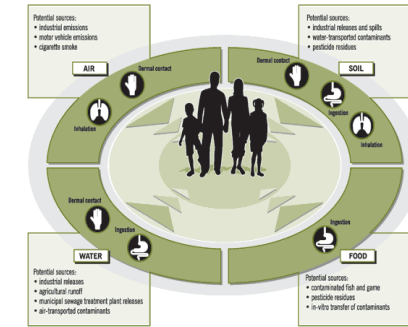 Potential sources:
• industrial emissions
• motor vehicle emissions
• cigarette smoke
AIR
Dermal contact
Inhalation
Potential sources:
• industrial releases and spills
• water-transported contaminants
• pesticide residues
SOIL
Dermal contact
Ingestion
Inhalation
Dermal contact
Ingestion
WATER
Potential sources:
• industrial releases
• agricultural runoff
• municipal sewage treatment plant releases
• air-transported contaminants
Ingestion
FOOD
Potential sources:
• contaminated fish and game
• pesticide residues
• in-vitro transfer of contaminants